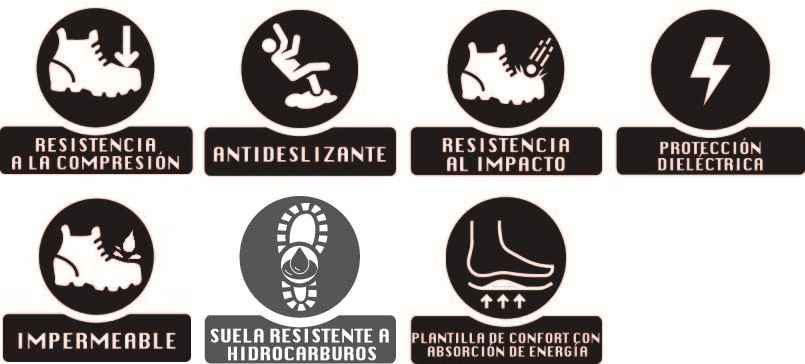 RESISTENCIA
A LA COMPRESIÓN
ANTIDESLIZANTE
RESISTENCIA
AL IMPACTO
PROTECCIÓN
DIELÉCTRICA
IMPERMEABLE
SUELA RESISTENTE A
HIDROCARBUROS
PLANTILLA DE CONFORT CON
ABSORCIÓN DE ENERGÍA